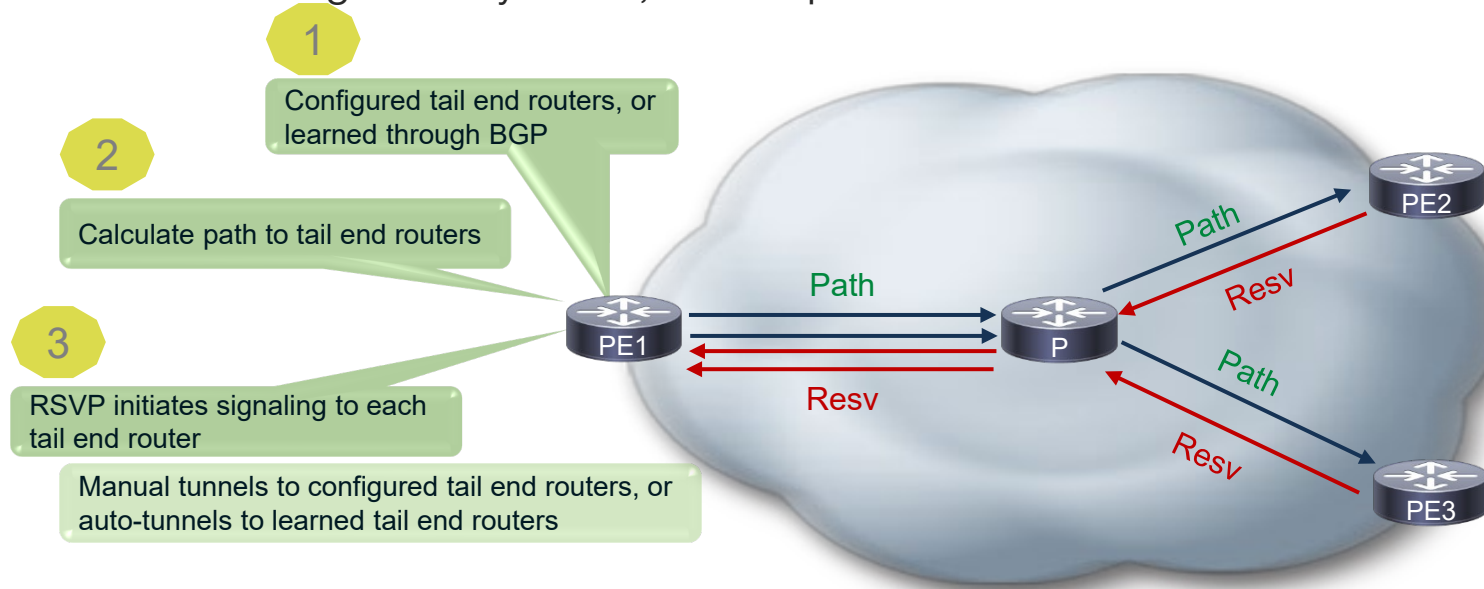 1
Configured tail end routers, or
learned through BGP
2
Calculate path to tail end routers
3
RSVP initiates signaling to each
tail end router
Manual tunnels to configured tail end routers, or
auto-tunnels to learned tail end routers
PE1
Path
Resv
P
Path
Resv
PE2
Path
Resv
PE3